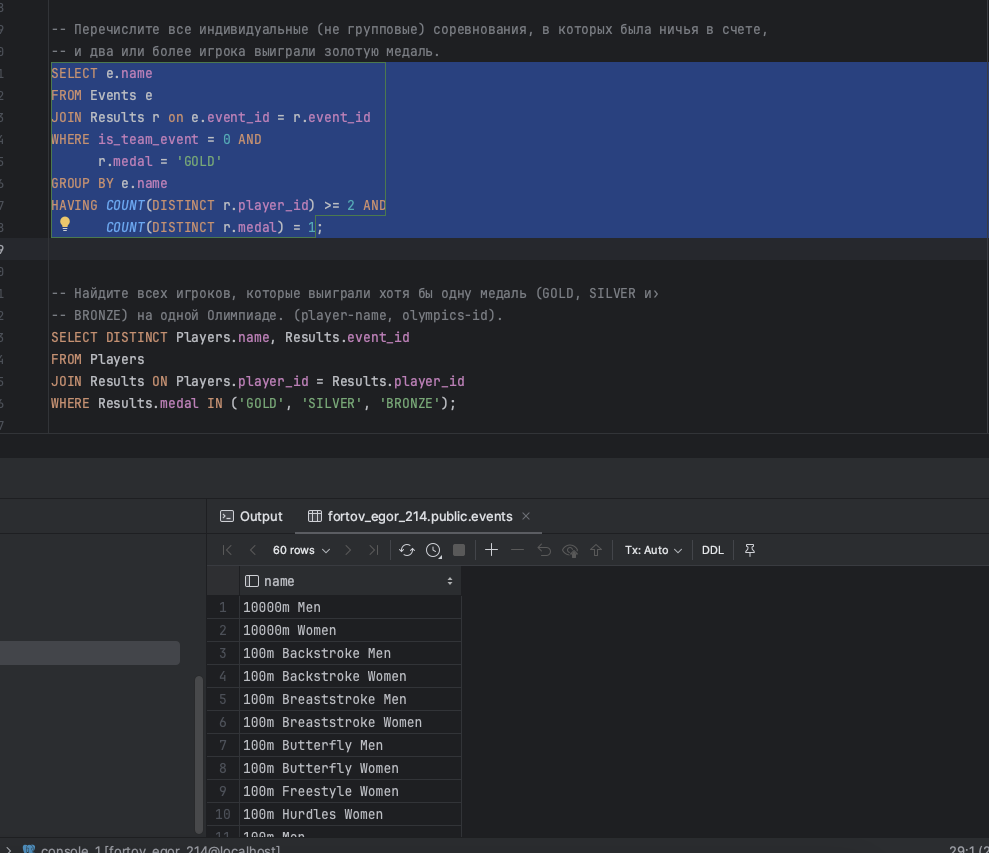 -- Перечислите все индивидуальные (не групповые) соревнования, в которых была ничья в счете,
-- и два или более игрока выиграли золотую медаль.
SELECT e.name
FROM Events e
JOIN Results r on e.event_id = r.event_id
WHERE is_team_event = 0 AND
r.medal = 'GOLD'
GROUP BY e.name
HAVING COUNT(DISTINCT r.player_id) >= 2 AND
COUNT(DISTINCT r.medal) = 1;
-- Найдите всех игроков, которые выиграли хотя бы одну медаль (GOLD, SILVER и›
-- BRONZE) на одной Олимпиаде. (player-name, olympics-id).
SELECT DISTINCT Players.name, Results.event_id
FROM Players
JOIN Results ON Players.player_id = Results.player_id
WHERE Results.medal IN ('GOLD', 'SILVER', 'BRONZE');
Output fortov_egor_214.public.events ×
60 rows Tx: Auto DDL
name
1 10000m Men
2 10000m Women
3 100m Backstroke Men
4 100m Backstroke Women
5 100m Breaststroke Men
6 100m Breaststroke Women
7 100m Butterfly Men
8 100m Butterfly Women
9 100m Freestyle Women
10 100m Hurdles Women
11 100m Men
console_1 [fortov_egor_214@localhost] 29:1